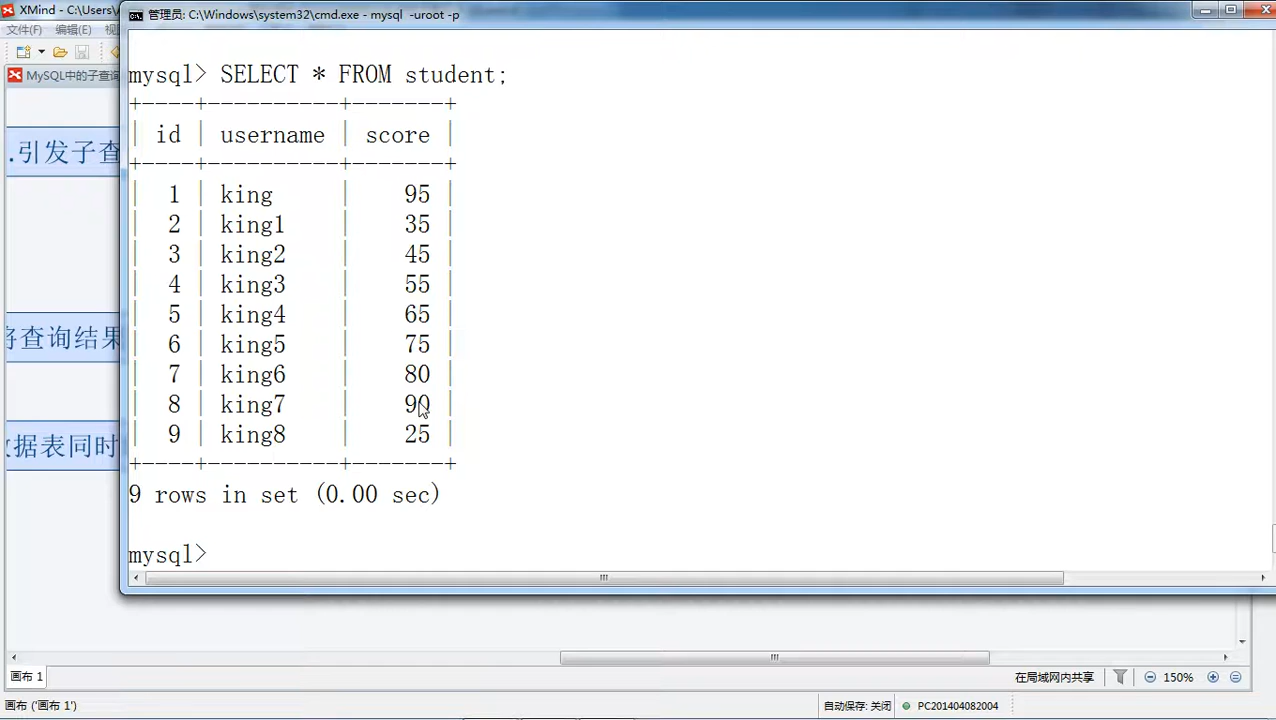 XMind - C:\Users\
管理员: C:\Windows\system32\cmd.exe - mysql -uroot -p
文件(F) 编辑(E)
MySQL中的子查询
.引发子查
将查询结果
数据表同时
mysql> SELECT * FROM student;
+----+----------+-------+
| id | username | score |
+----+----------+-------+
| 1 | king | 95 |
| 2 | king1 | 35 |
| 3 | king2 | 45 |
| 4 | king3 | 55 |
| 5 | king4 | 65 |
| 6 | king5 | 75 |
| 7 | king6 | 80 |
| 8 | king7 | 90 |
| 9 | king8 | 25 |
+----+----------+-------+
9 rows in set (0.00 sec)
mysql>
画布 1
在局域网内共享 150%
画布 ('画布 1')
自动保存: 关闭 PC201404082004